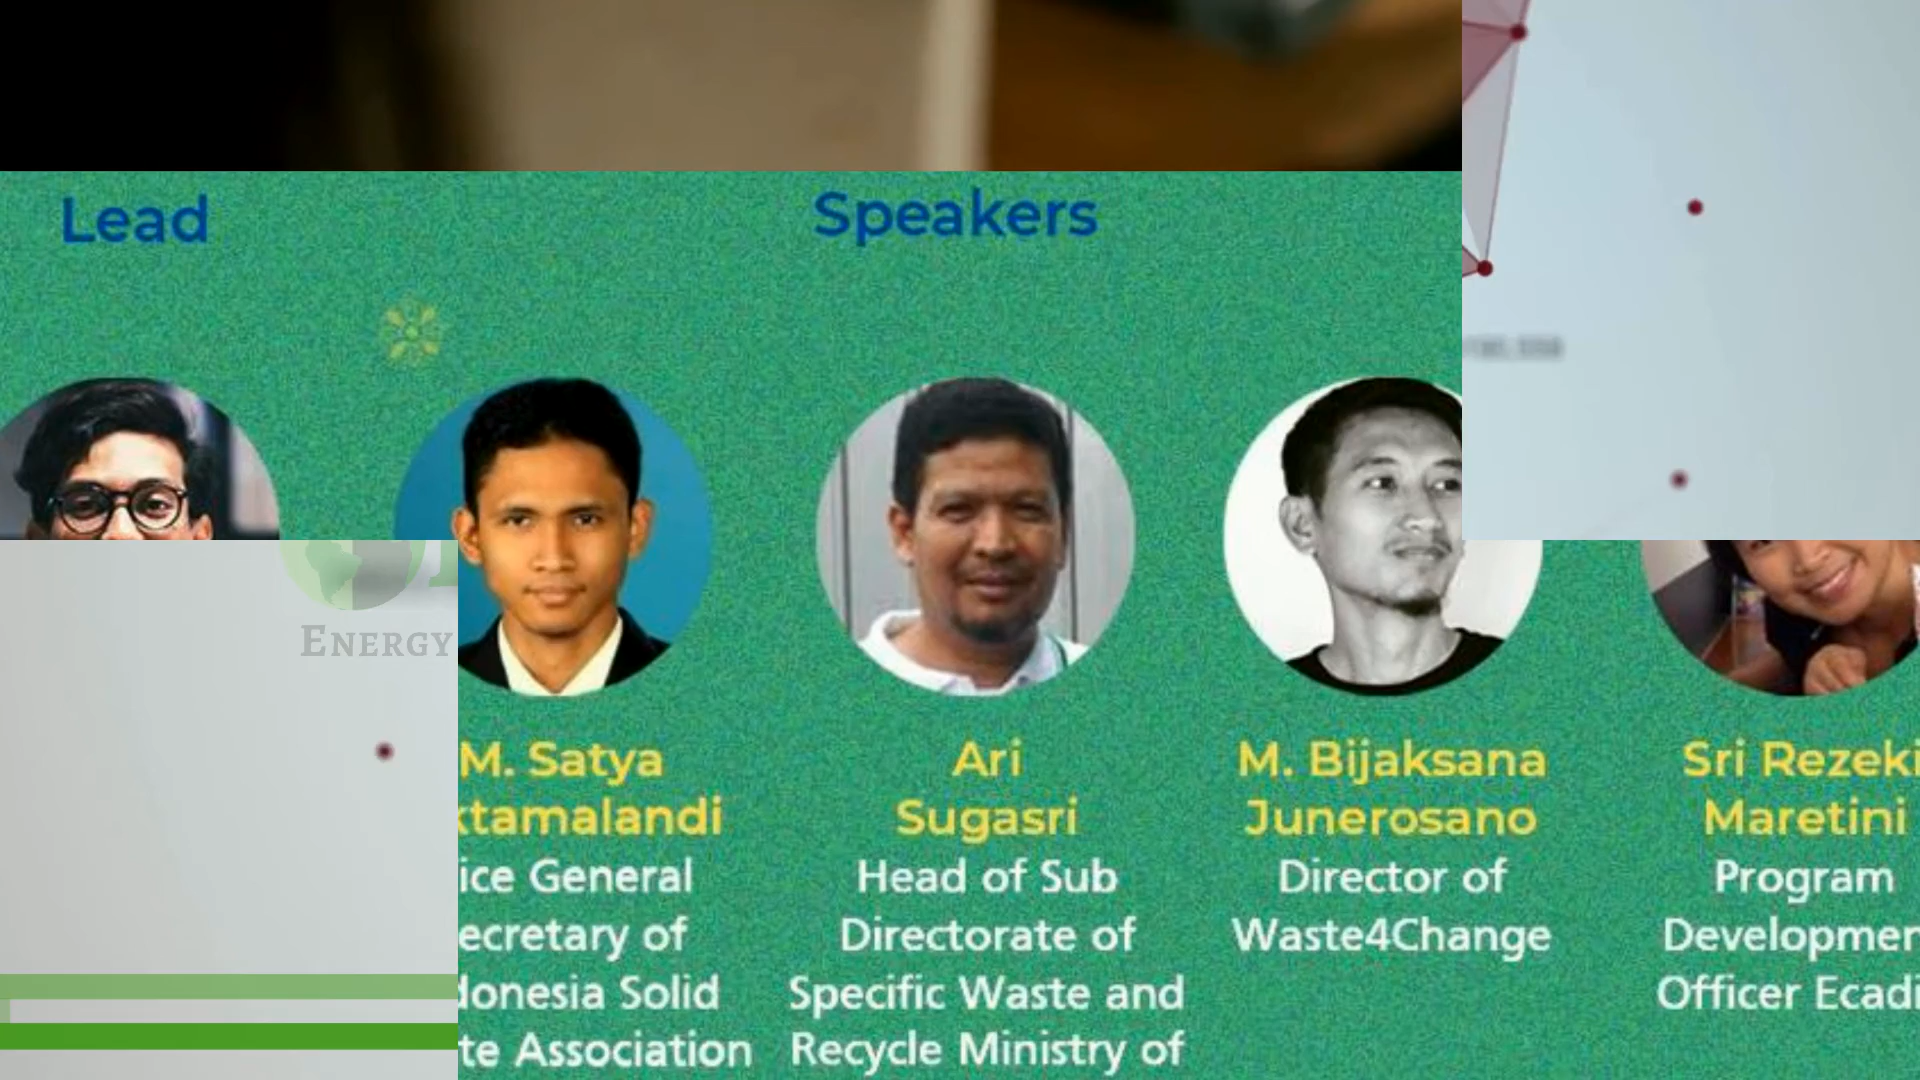 Lead
Speakers
ENERGY
M. Satya
ktamalandi
ice General
ecretary of
donesia Solid
te Association
Ari
Sugasri
Head of Sub
Directorate of
Specific Waste and
Recycle Ministry of
M. Bijaksana
Junerosano
Director of
Waste4Change
Sri Rezeki
Maretini
Program
Developmen
Officer Ecadi